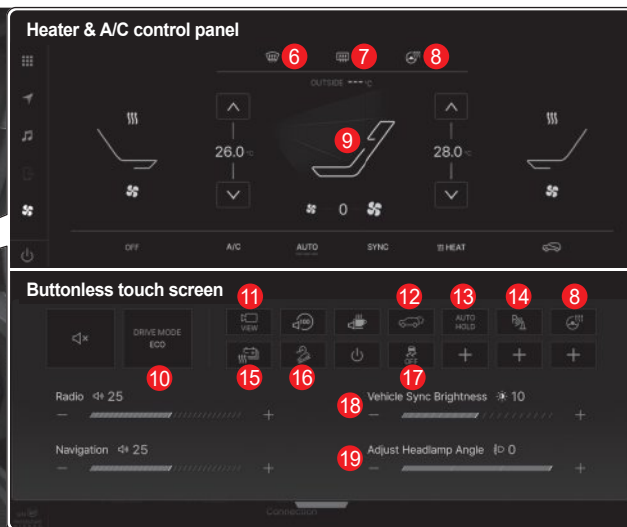 Heater & A/C control panel
6 7 8
OUTSIDE ---°C
9
26.0°C
28.0°C
0
OFF A/C AUTO SYNC HEAT
Buttonless touch screen
11 12 13 14 8
VIEW 100 AUTO HOLD
DRIVE MODE
ECO
OFF
10 15 16 17
Radio 25
18 Vehicle Sync Brightness 10
− + − +
Navigation 25
19 Adjust Headlamp Angle 0
− + − +
Connection